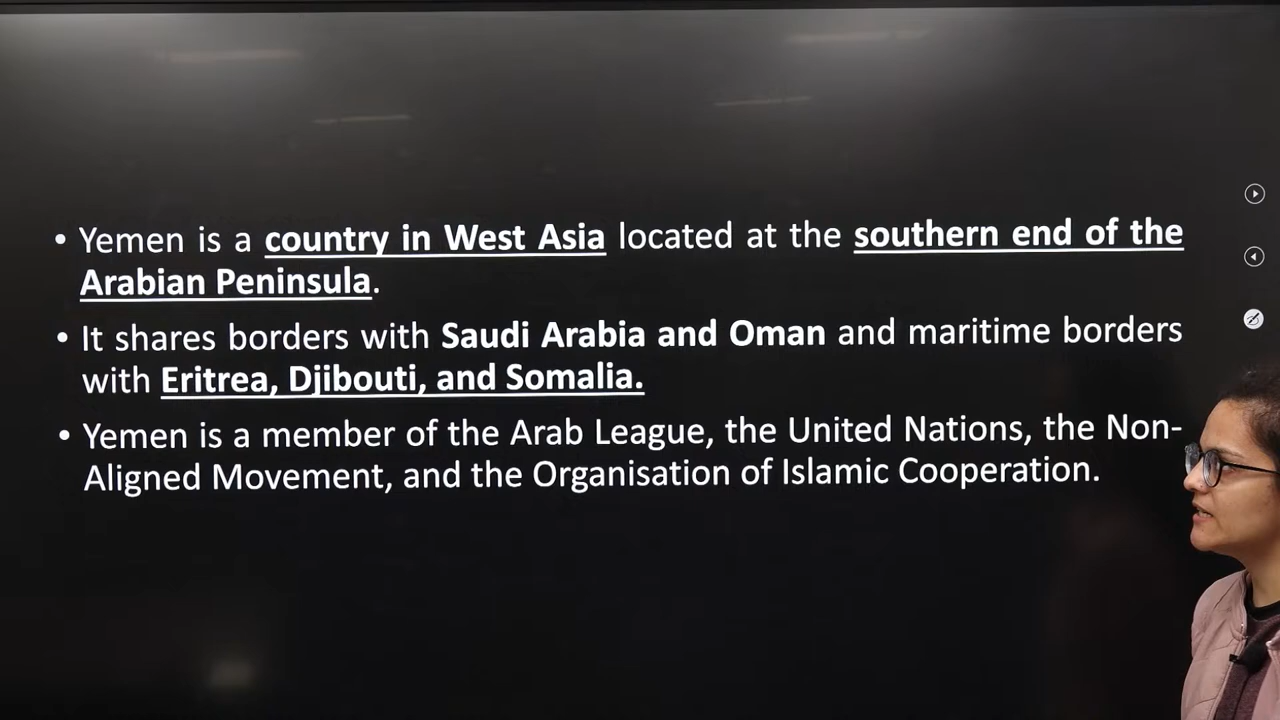 • Yemen is a country in West Asia located at the southern end of the
Arabian Peninsula.
• It shares borders with Saudi Arabia and Oman and maritime borders
with Eritrea, Djibouti, and Somalia.
• Yemen is a member of the Arab League, the United Nations, the Non-
Aligned Movement, and the Organisation of Islamic Cooperation.